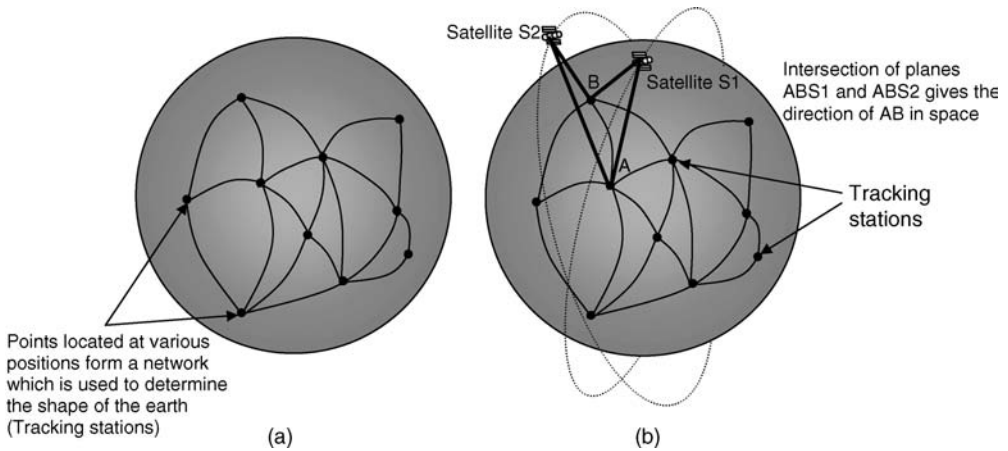 Satellite S2
B
Satellite S1
Intersection of planes
ABS1 and ABS2 gives the
direction of AB in space
A
Tracking
stations
Points located at various
positions form a network
which is used to determine
the shape of the earth
(Tracking stations)
(a)
(b)